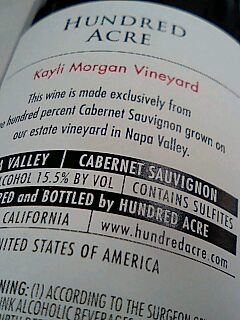 HUNDRED
ACRE
Kayli Morgan Vineyard
This wine is made exclusively from
one hundred percent Cabernet Sauvignon grown on
our estate vineyard in Napa Valley.
VALLEY CABERNET SAUVIGNON
ALCOHOL 15.5% BY VOL CONTAINS SULFITES
and BOTTLED by HUNDRED ACRE
CALIFORNIA www.hundredacre.com
UNITED STATES OF AMERICA
(1) ACCORDING TO THE SURGEON
ALCOHOLIC BEVERAGES